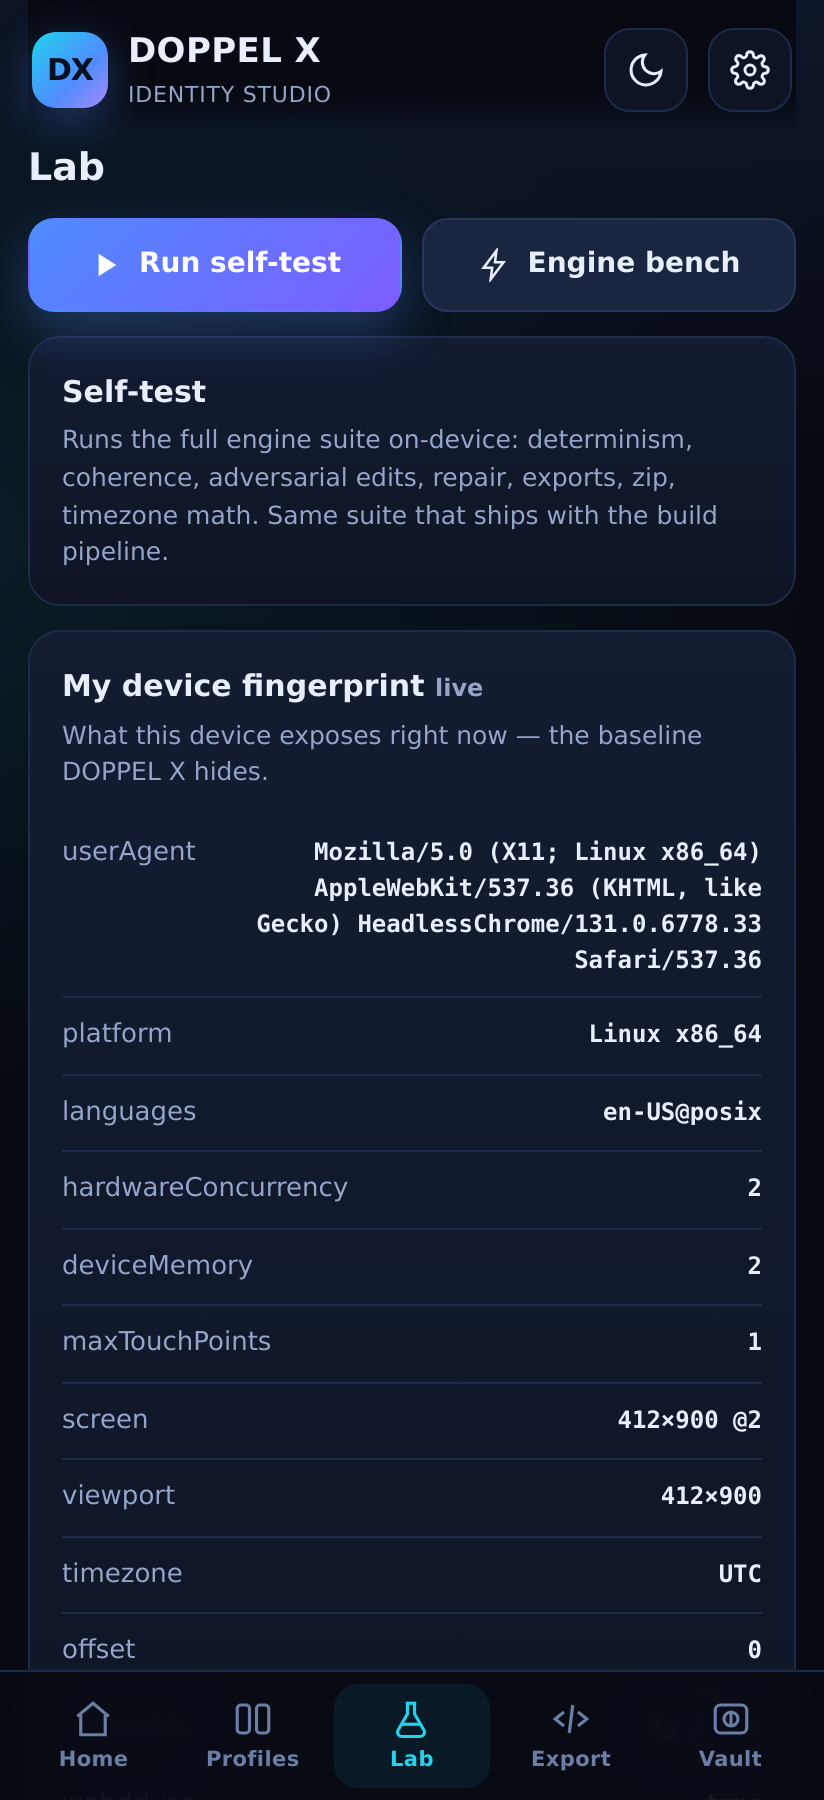 DX
DOPPEL X
IDENTITY STUDIO
Lab
Run self-test
Engine bench
Self-test
Runs the full engine suite on-device: determinism,
coherence, adversarial edits, repair, exports, zip,
timezone math. Same suite that ships with the build
pipeline.
My device fingerprint live
What this device exposes right now — the baseline
DOPPEL X hides.
userAgent
Mozilla/5.0 (X11; Linux x86_64)
AppleWebKit/537.36 (KHTML, like
Gecko) HeadlessChrome/131.0.6778.33
Safari/537.36
platform
Linux x86_64
languages
en-US@posix
hardwareConcurrency
2
deviceMemory
2
maxTouchPoints
1
screen
412×900 @2
viewport
412×900
timezone
UTC
offset
0
Home
Profiles
Lab
Export
Vault